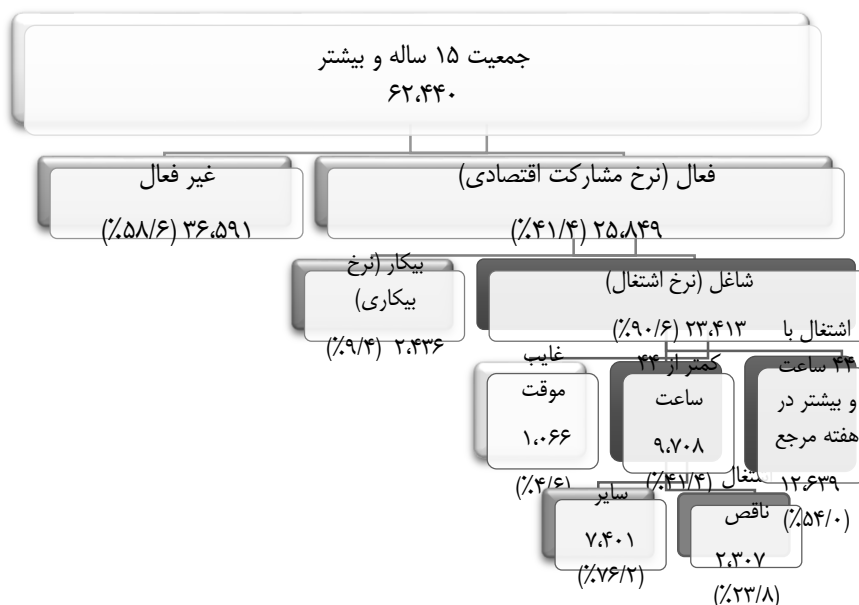 جمعیت ۱۵ ساله و بیشتر
۶۲،۴۴۰
فعال (نرخ مشارکت اقتصادی)
۲۵،۸۴۹ (٪۴۱/۴)
غیر فعال
۳۶،۵۹۱ (٪۵۸/۶)
شاغل (نرخ اشتغال)
۲۳،۴۱۳ (٪۹۰/۶)
بیکار (نرخ
بیکاری)
۲،۴۳۶ (٪۹/۴)
اشتغال با
۴۴ ساعت
و بیشتر در
هفته مرجع
۱۲،۶۳۹
(٪۵۴/۰)
کمتر از ۴۴
ساعت
۹،۷۰۸
(٪۴۱/۴)
غایب
موقت
۱،۰۶۶
(٪۴/۶)
اشتغال
ناقص
۲،۳۰۷
(٪۲۳/۸)
سایر
۷،۴۰۱
(٪۷۶/۲)